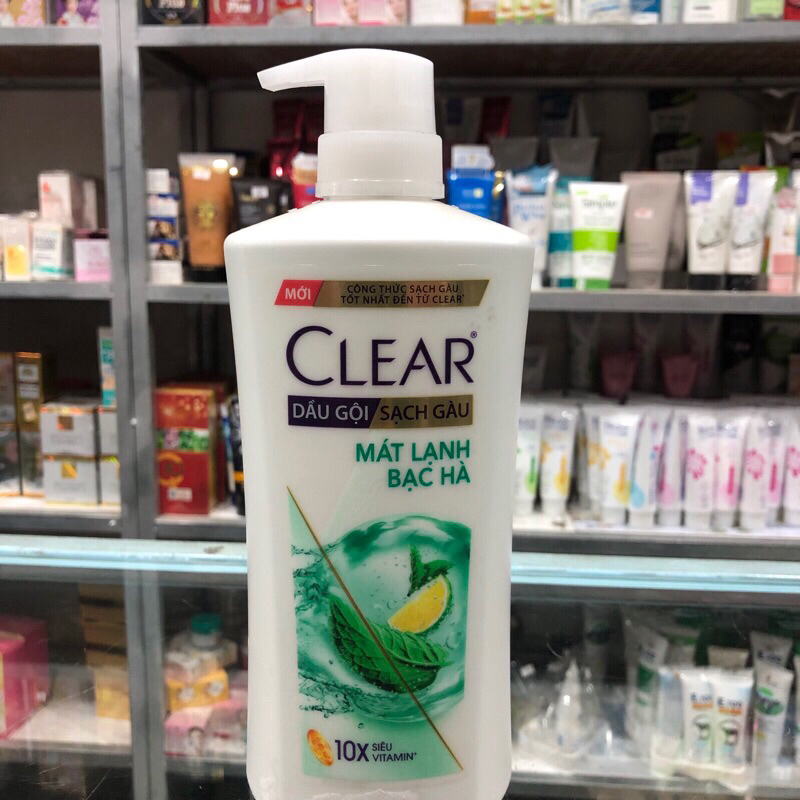 MỚI
CÔNG THỨC SẠCH GÀU
TỐT NHẤT ĐẾN TỪ CLEAR*
CLEAR®
DẦU GỘI SẠCH GÀU
MÁT LẠNH
BẠC HÀ
10X SIÊU
VITAMIN+
Simple